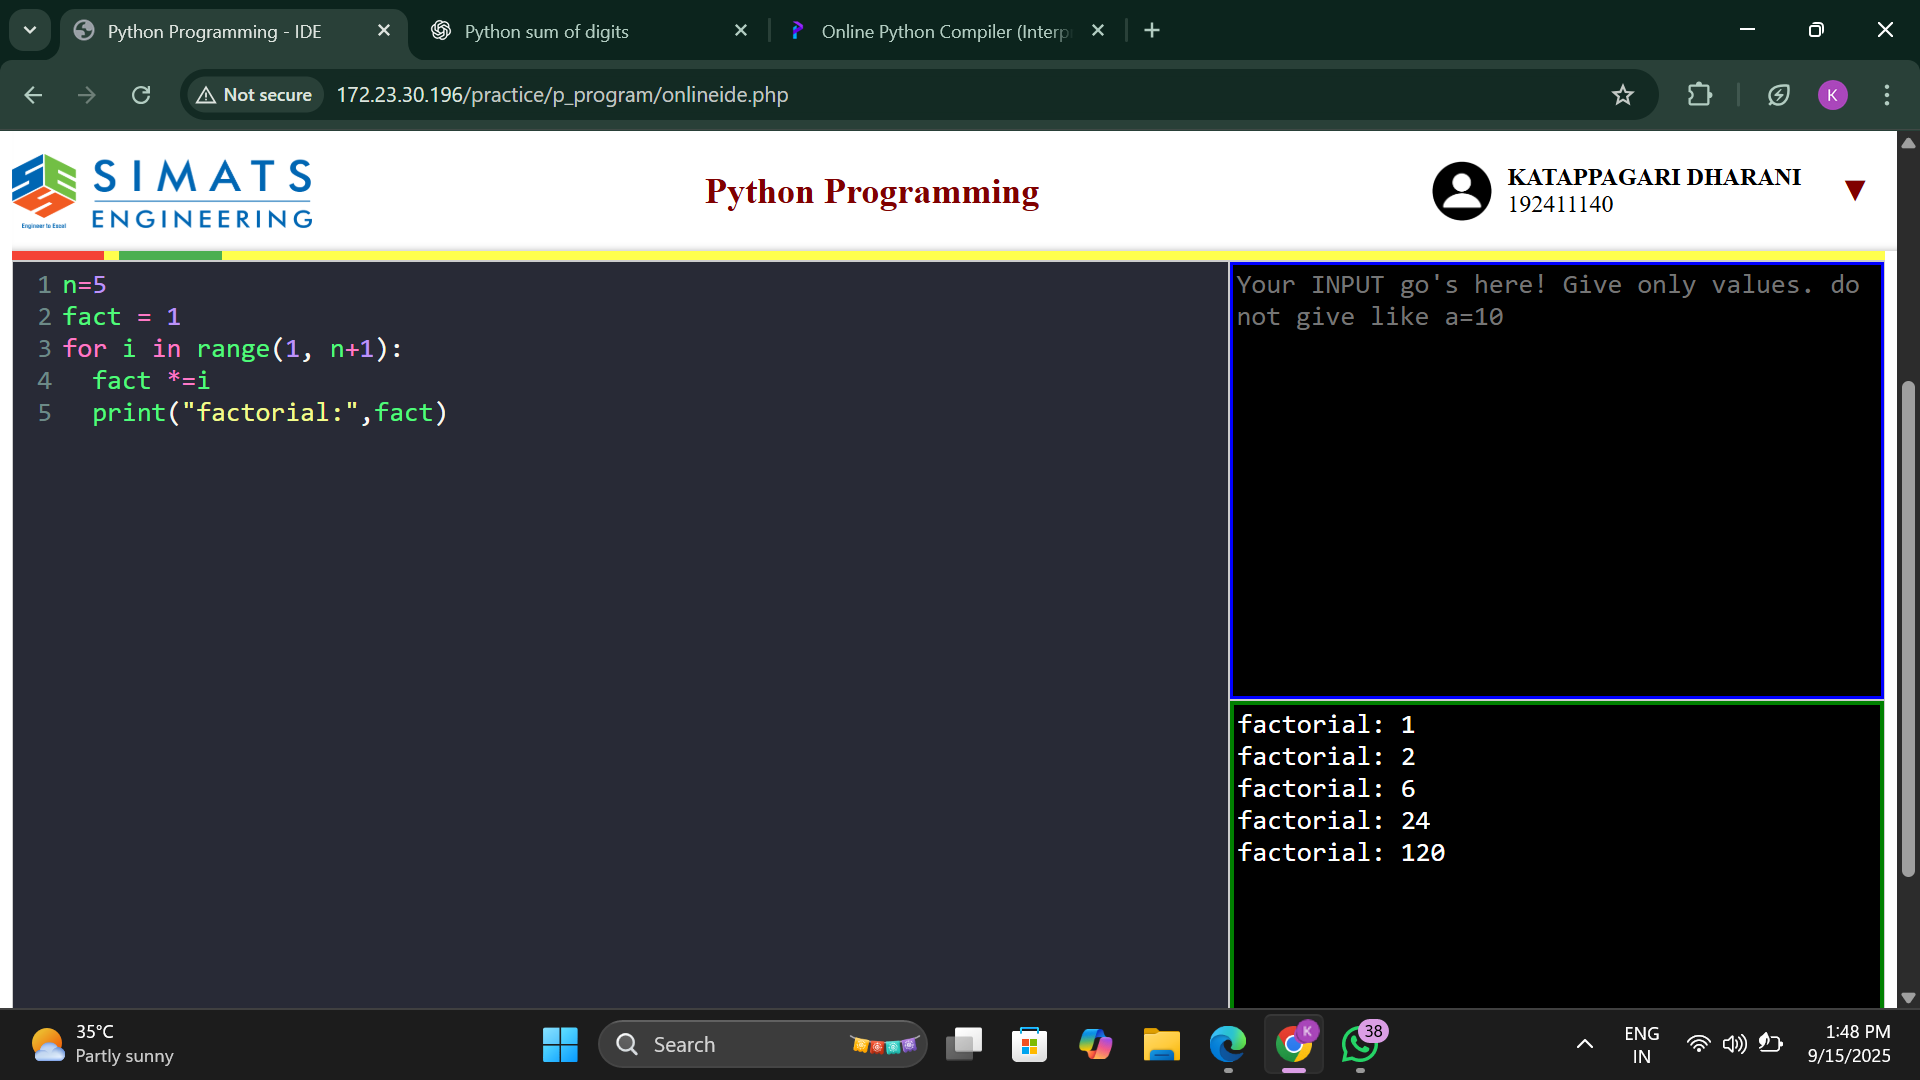 Python Programming - IDE
Python sum of digits
Online Python Compiler (Interp
Not secure
172.23.30.196/practice/p_program/onlineide.php
K
SIMATS
ENGINEERING
Engineer to Excel
Python Programming
KATAPPAGARI DHARANI
192411140
1 n=5
2 fact = 1
3 for i in range(1, n+1):
4   fact *=i
5   print("factorial:",fact)
Your INPUT go's here! Give only values. do
not give like a=10
factorial: 1
factorial: 2
factorial: 6
factorial: 24
factorial: 120
35°C
Partly sunny
Search
K
38
ENG
IN
1:48 PM
9/15/2025